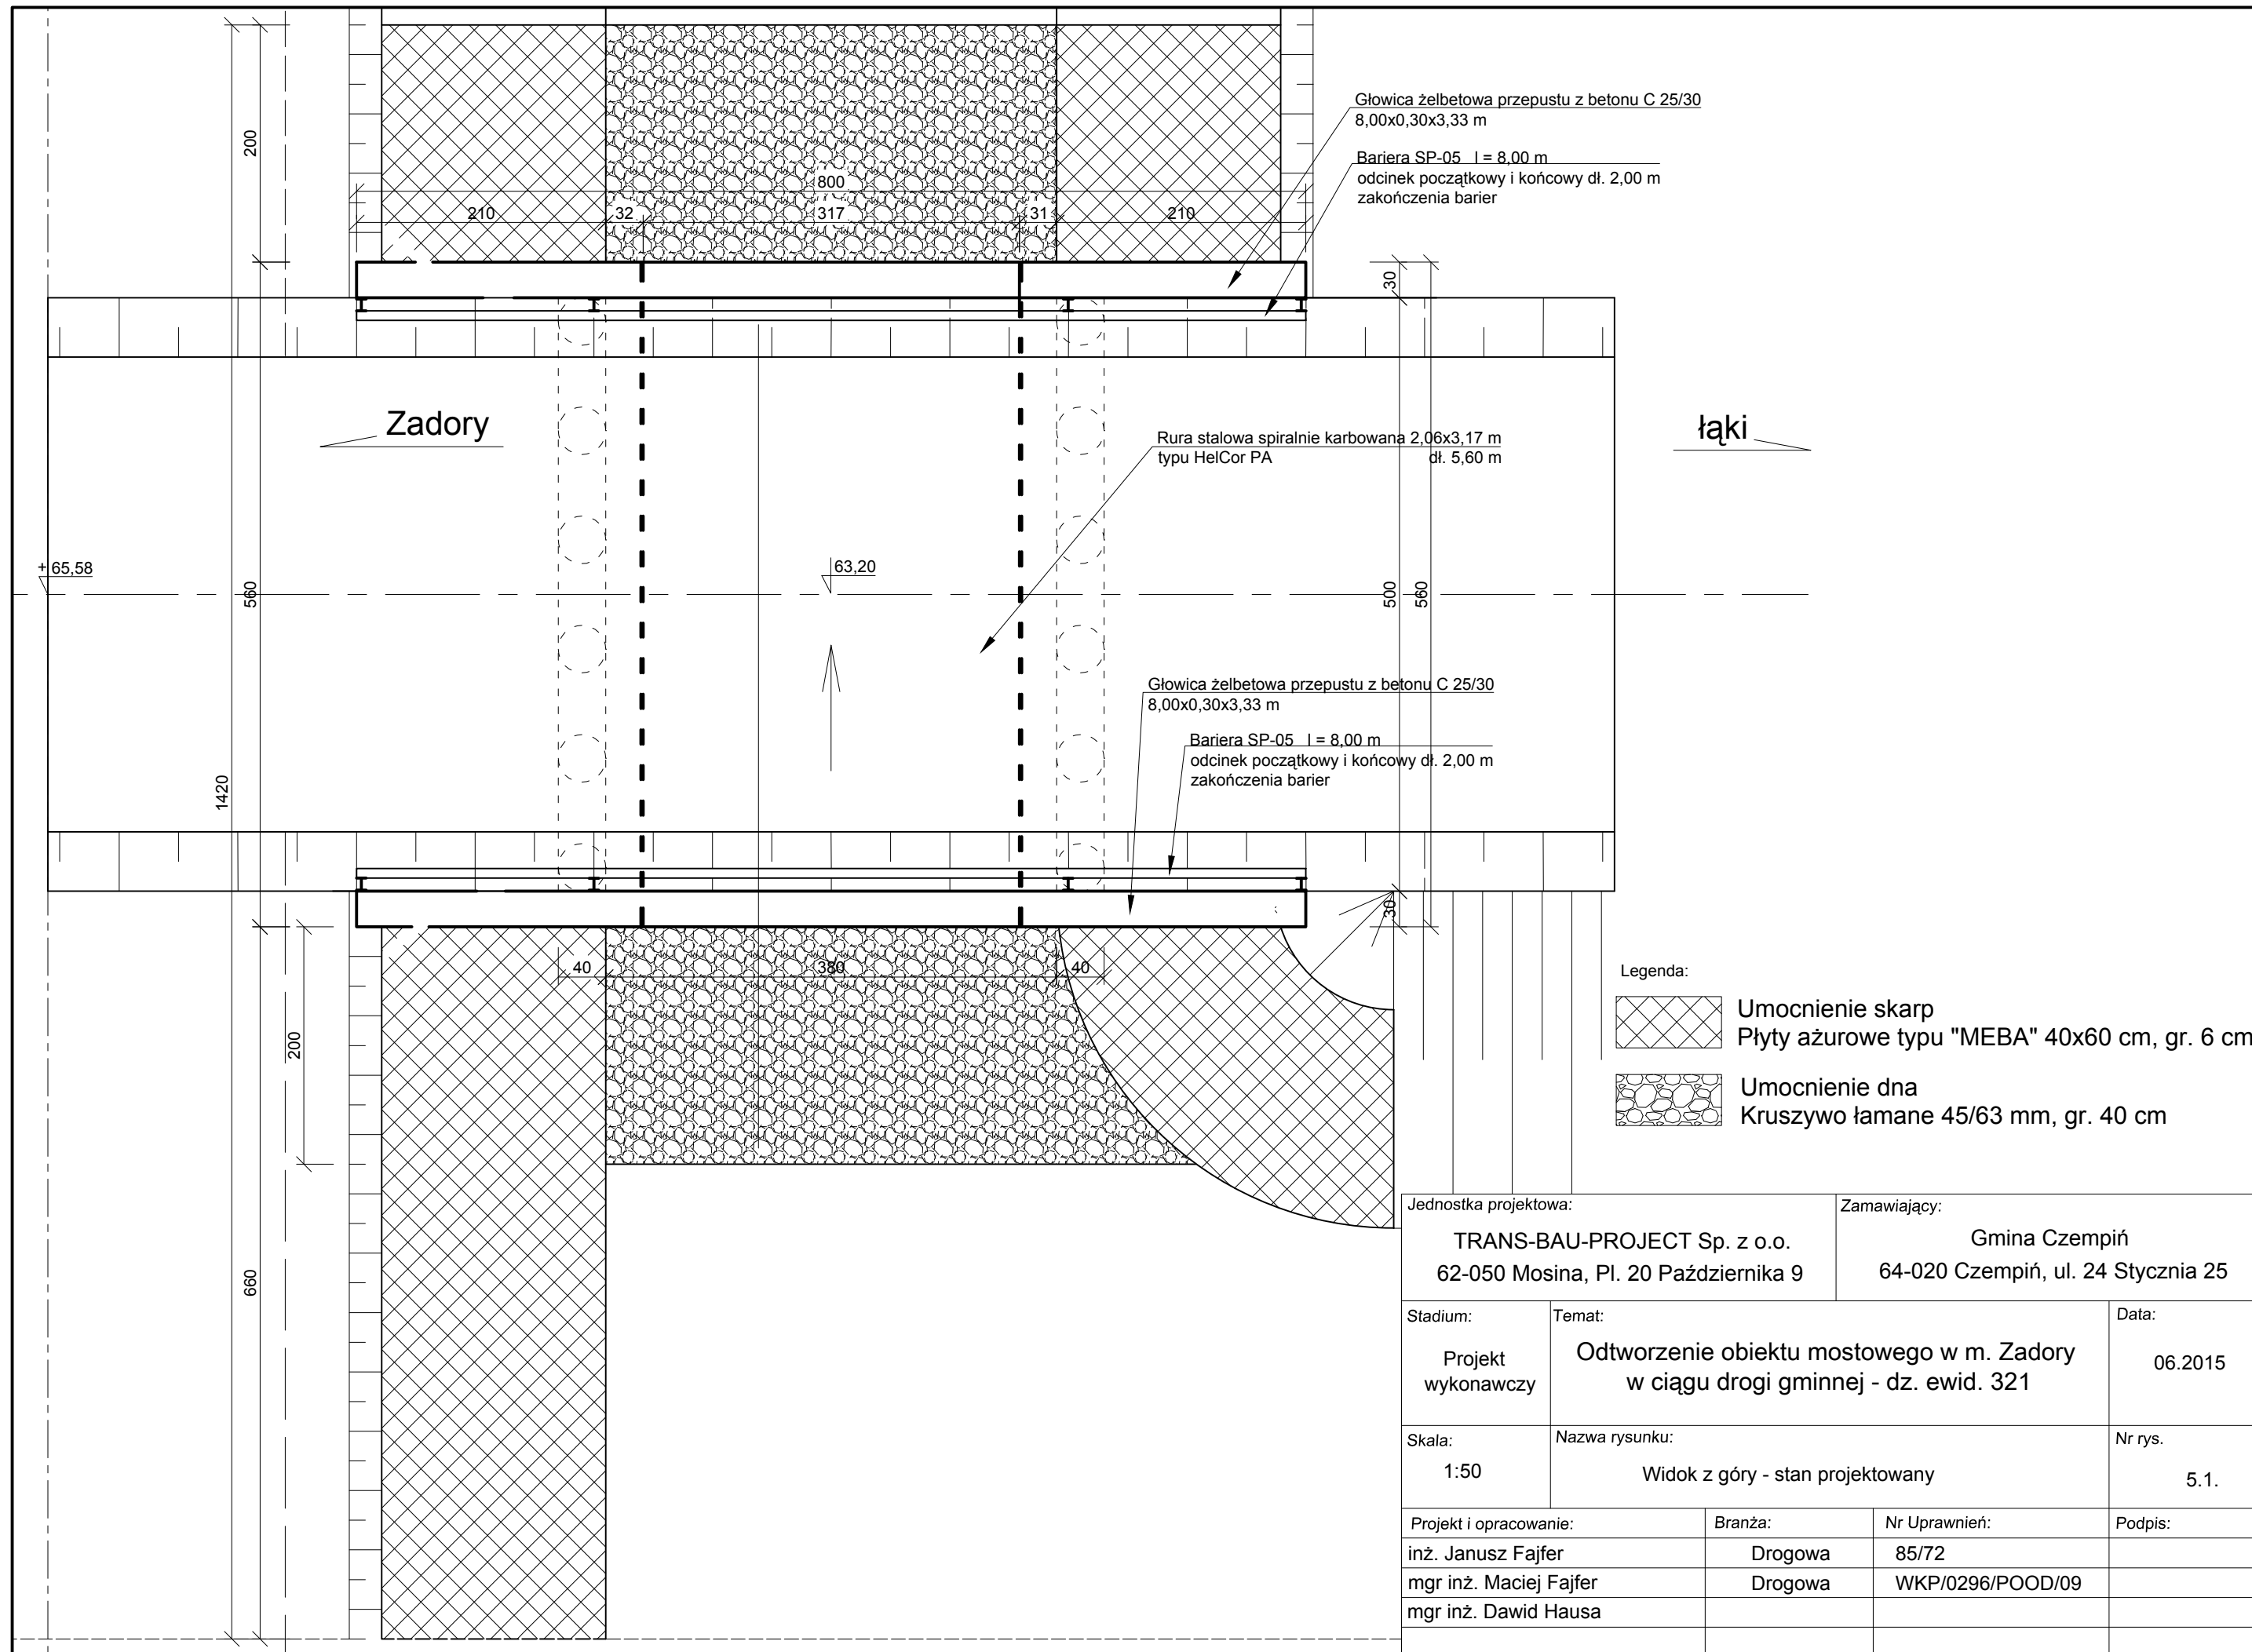 Głowica żelbetowa przepustu z betonu C 25/30
8,00x0,30x3,33 m
Bariera SP-05 l = 8,00 m
odcinek początkowy i końcowy dł. 2,00 m
zakończenia barier
200
800
210
32
317
31
210
30
Zadory
łąki
Rura stalowa spiralnie karbowana 2,06x3,17 m
typu HelCor PA dł. 5,60 m
+ 65,58
63,20
560
500
560
Głowica żelbetowa przepustu z betonu C 25/30
8,00x0,30x3,33 m
Bariera SP-05 l = 8,00 m
odcinek początkowy i końcowy dł. 2,00 m
zakończenia barier
1420
30
40
380
40
200
660
Legenda:
Umocnienie skarp
Płyty ażurowe typu "MEBA" 40x60 cm, gr. 6 cm
Umocnienie dna
Kruszywo łamane 45/63 mm, gr. 40 cm
Jednostka projektowa:
TRANS-BAU-PROJECT Sp. z o.o.
62-050 Mosina, Pl. 20 Października 9
Zamawiający:
Gmina Czempiń
64-020 Czempiń, ul. 24 Stycznia 25
Stadium:
Projekt
wykonawczy
Temat:
Odtworzenie obiektu mostowego w m. Zadory
w ciągu drogi gminnej - dz. ewid. 321
Data:
06.2015
Skala:
1:50
Nazwa rysunku:
Widok z góry - stan projektowany
Nr rys.
5.1.
Projekt i opracowanie: Branża: Nr Uprawnień: Podpis:
inż. Janusz Fajfer Drogowa 85/72
mgr inż. Maciej Fajfer Drogowa WKP/0296/POOD/09
mgr inż. Dawid Hausa